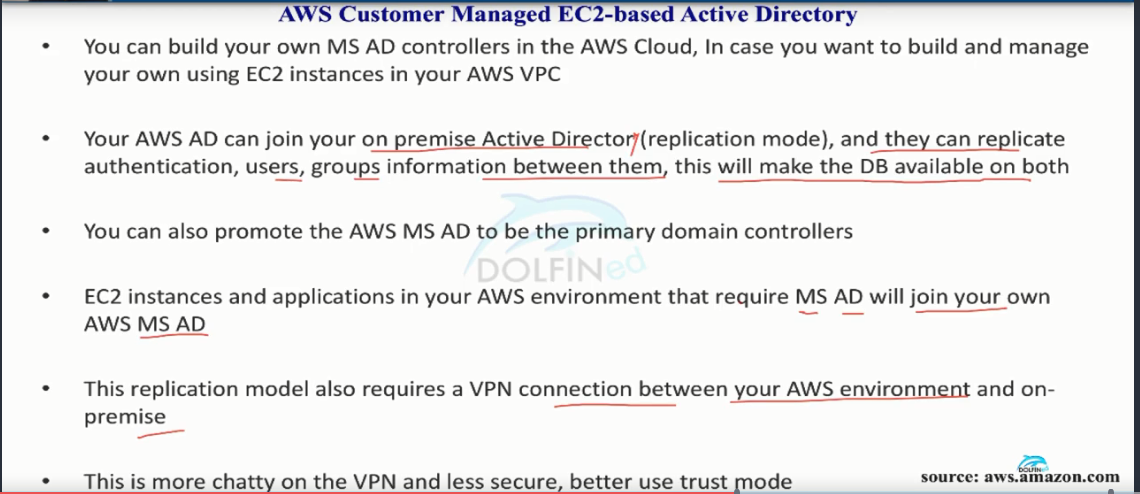 AWS Customer Managed EC2-based Active Directory
• You can build your own MS AD controllers in the AWS Cloud, In case you want to build and manage
your own using EC2 instances in your AWS VPC
• Your AWS AD can join your on premise Active Directory (replication mode), and they can replicate
authentication, users, groups information between them, this will make the DB available on both
• You can also promote the AWS MS AD to be the primary domain controllers
DOLFINed
• EC2 instances and applications in your AWS environment that require MS AD will join your own
AWS MS AD
• This replication model also requires a VPN connection between your AWS environment and on-
premise
DOLFINed
• This is more chatty on the VPN and less secure, better use trust mode
source: aws.amazon.com